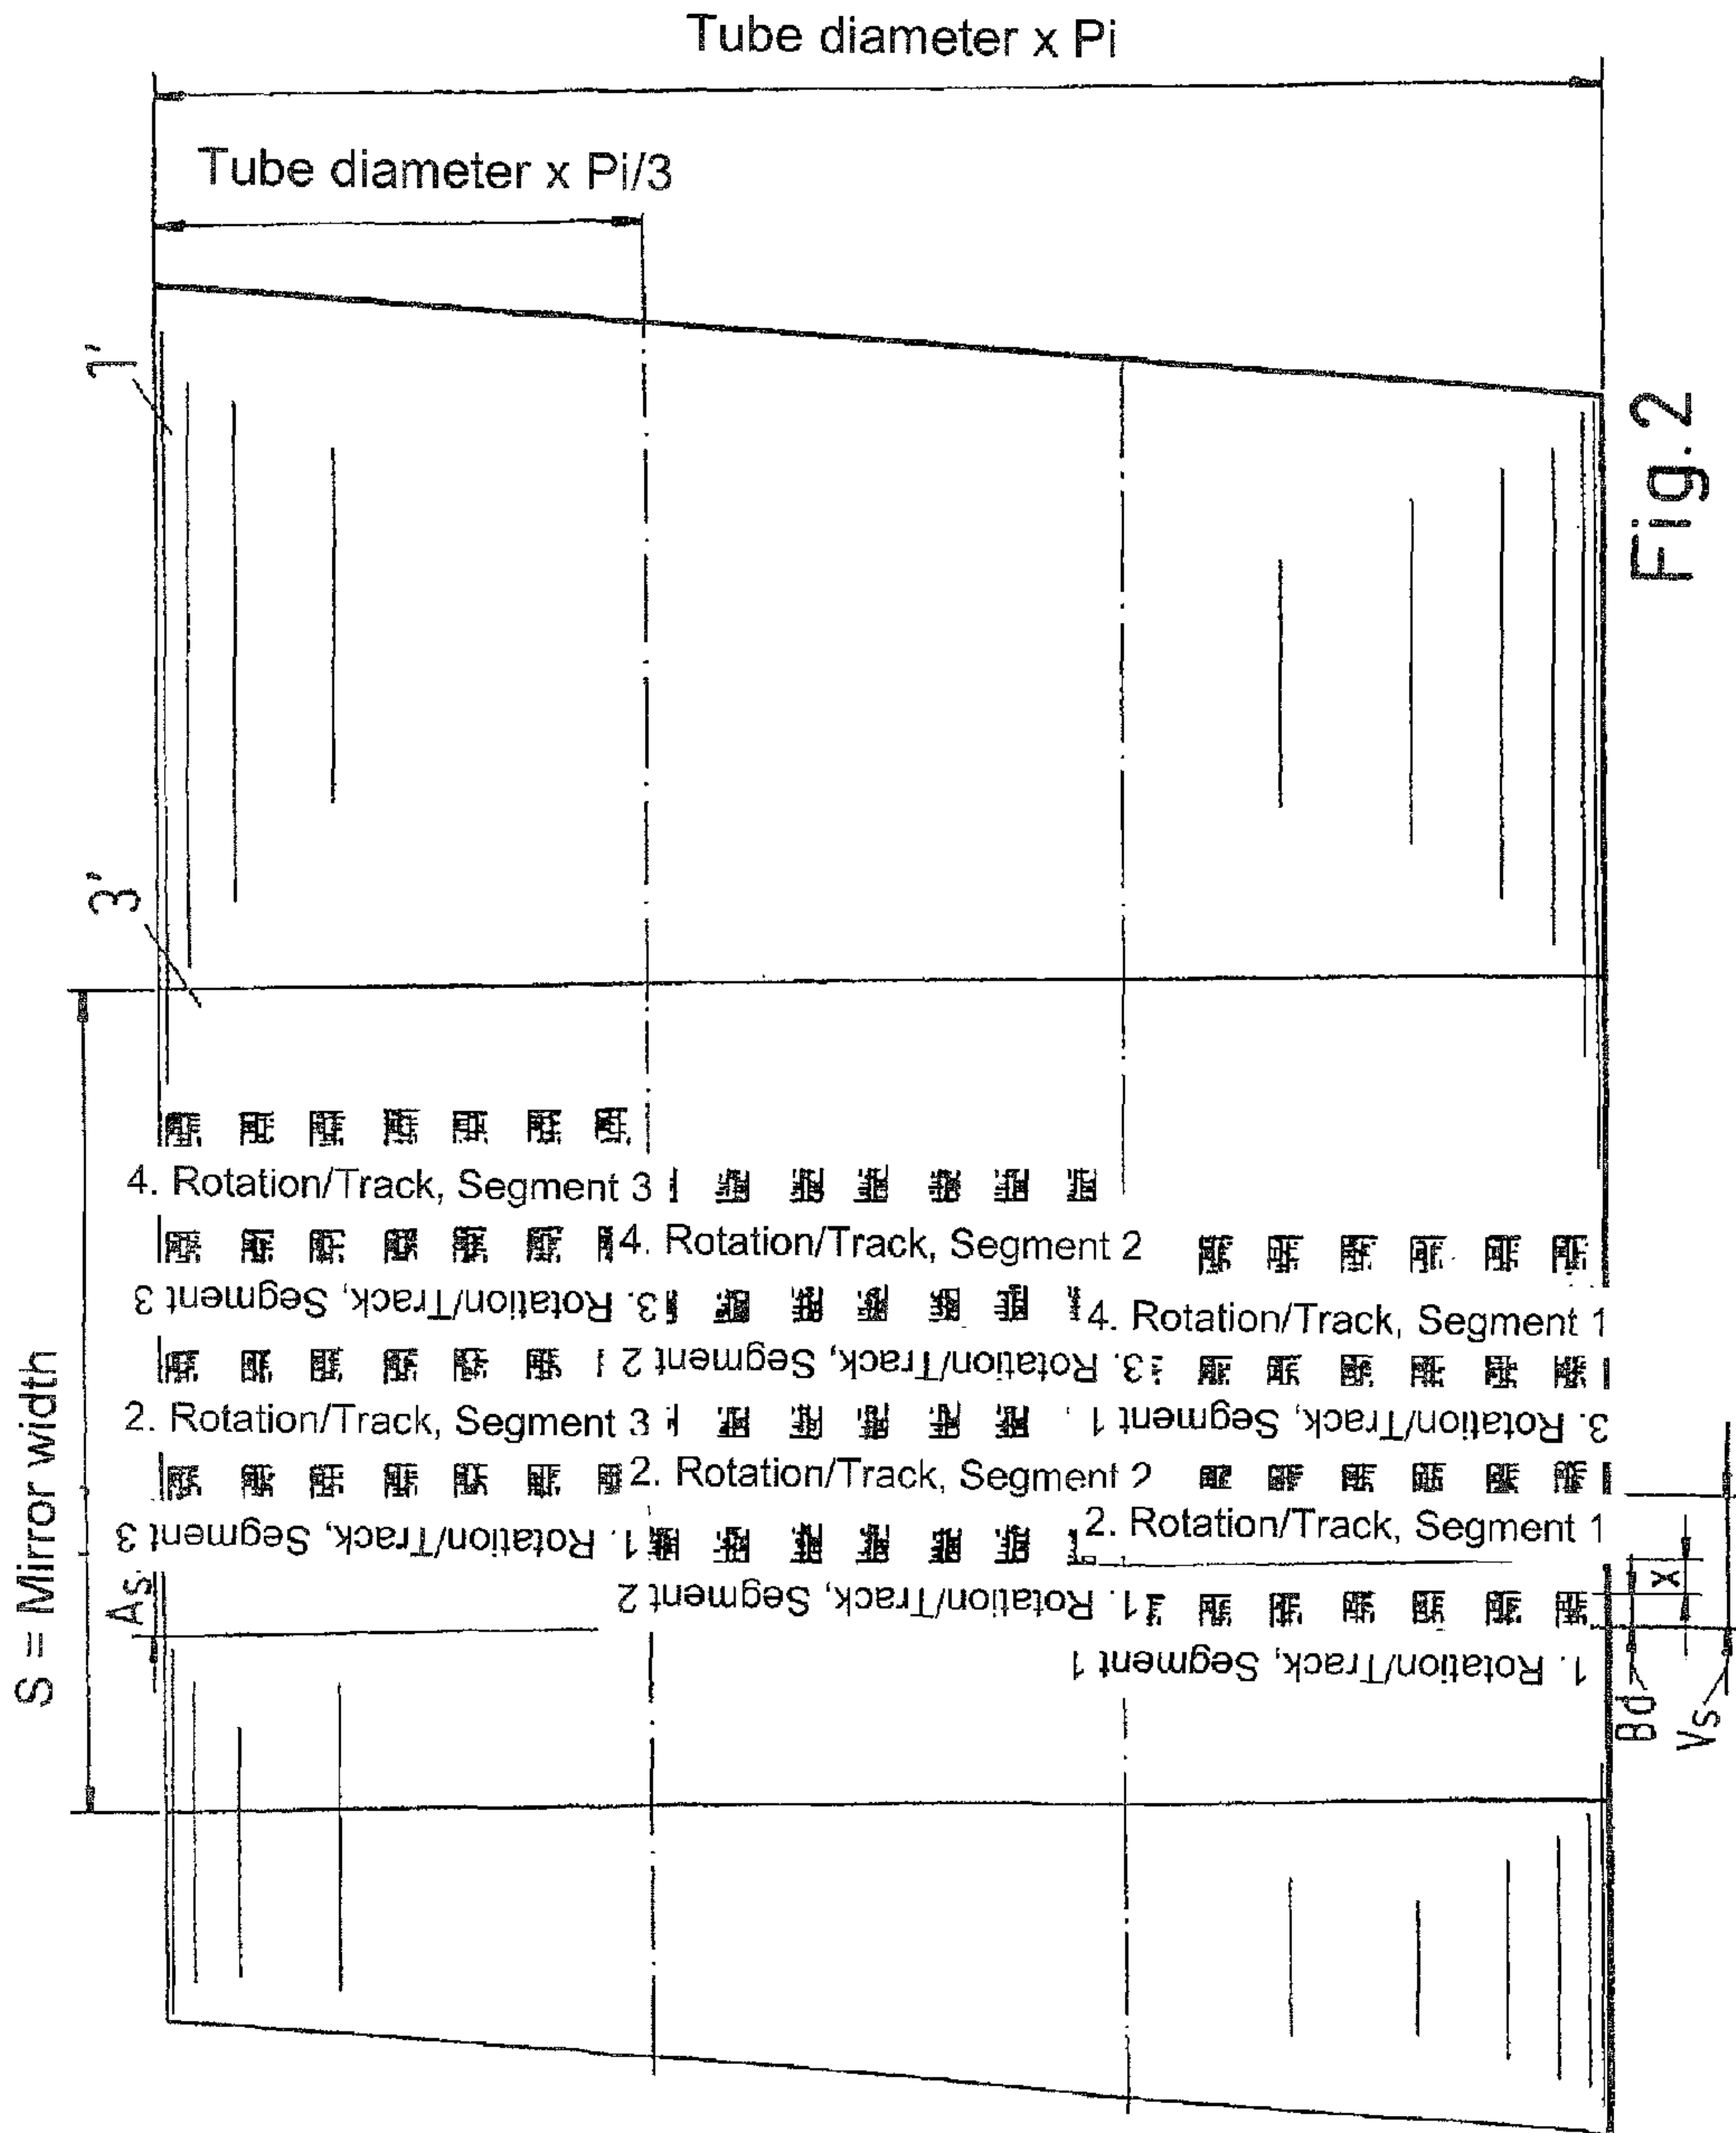 Tube diameter x Pi
Tube diameter x Pi/3
1'
3'
Fig. 2
S = Mirror width
4. Rotation/Track, Segment 3
4. Rotation/Track, Segment 2
3. Rotation/Track, Segment 3
4. Rotation/Track, Segment 1
3. Rotation/Track, Segment 2
2. Rotation/Track, Segment 3
3. Rotation/Track, Segment 1
2. Rotation/Track, Segment 2
2. Rotation/Track, Segment 1
1. Rotation/Track, Segment 3
As
X
1. Rotation/Track, Segment 2
1. Rotation/Track, Segment 1
Bd
Vs